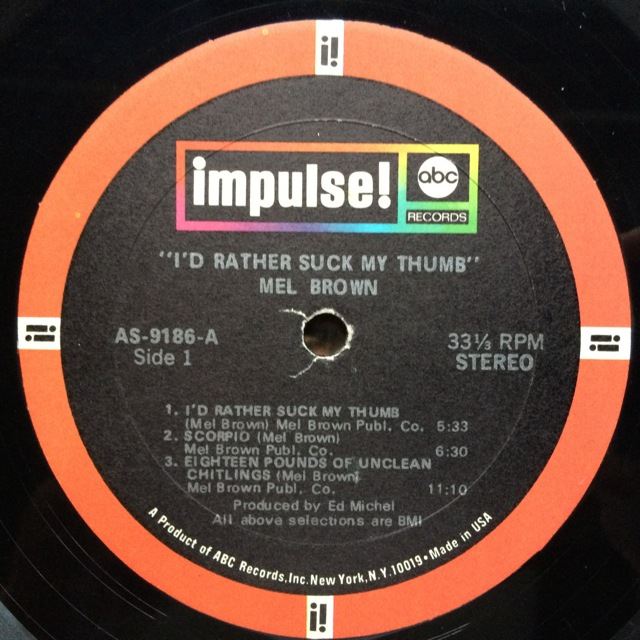 i!
impulse!
abc
RECORDS
"I'D RATHER SUCK MY THUMB"
MEL BROWN
AS-9186-A
Side 1
33⅓ RPM
STEREO
1. I'D RATHER SUCK MY THUMB
(Mel Brown) Mel Brown Publ. Co. 5:33
2. SCORPIO (Mel Brown)
Mel Brown Publ. Co. 6:30
3. EIGHTEEN POUNDS OF UNCLEAN
CHITLINGS (Mel Brown)
Mel Brown Publ. Co. 11:10
Produced by Ed Michel
All above selections are BMI
A Product of ABC Records, Inc. New York, N.Y. 10019 • Made in USA
i!
i!
i!